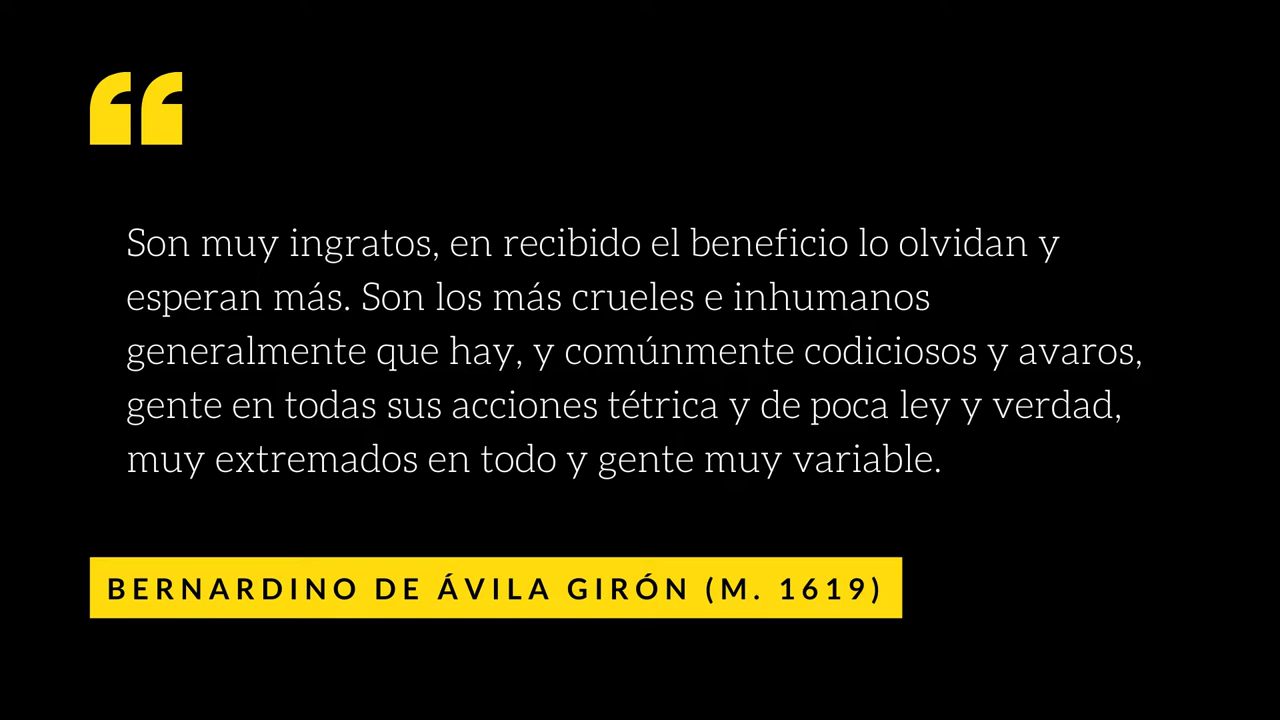 “
Son muy ingratos, en recibido el beneficio lo olvidan y
esperan más. Son los más crueles e inhumanos
generalmente que hay, y comúnmente codiciosos y avaros,
gente en todas sus acciones tétrica y de poca ley y verdad,
muy extremados en todo y gente muy variable.
BERNARDINO DE ÁVILA GIRÓN (M. 1619)